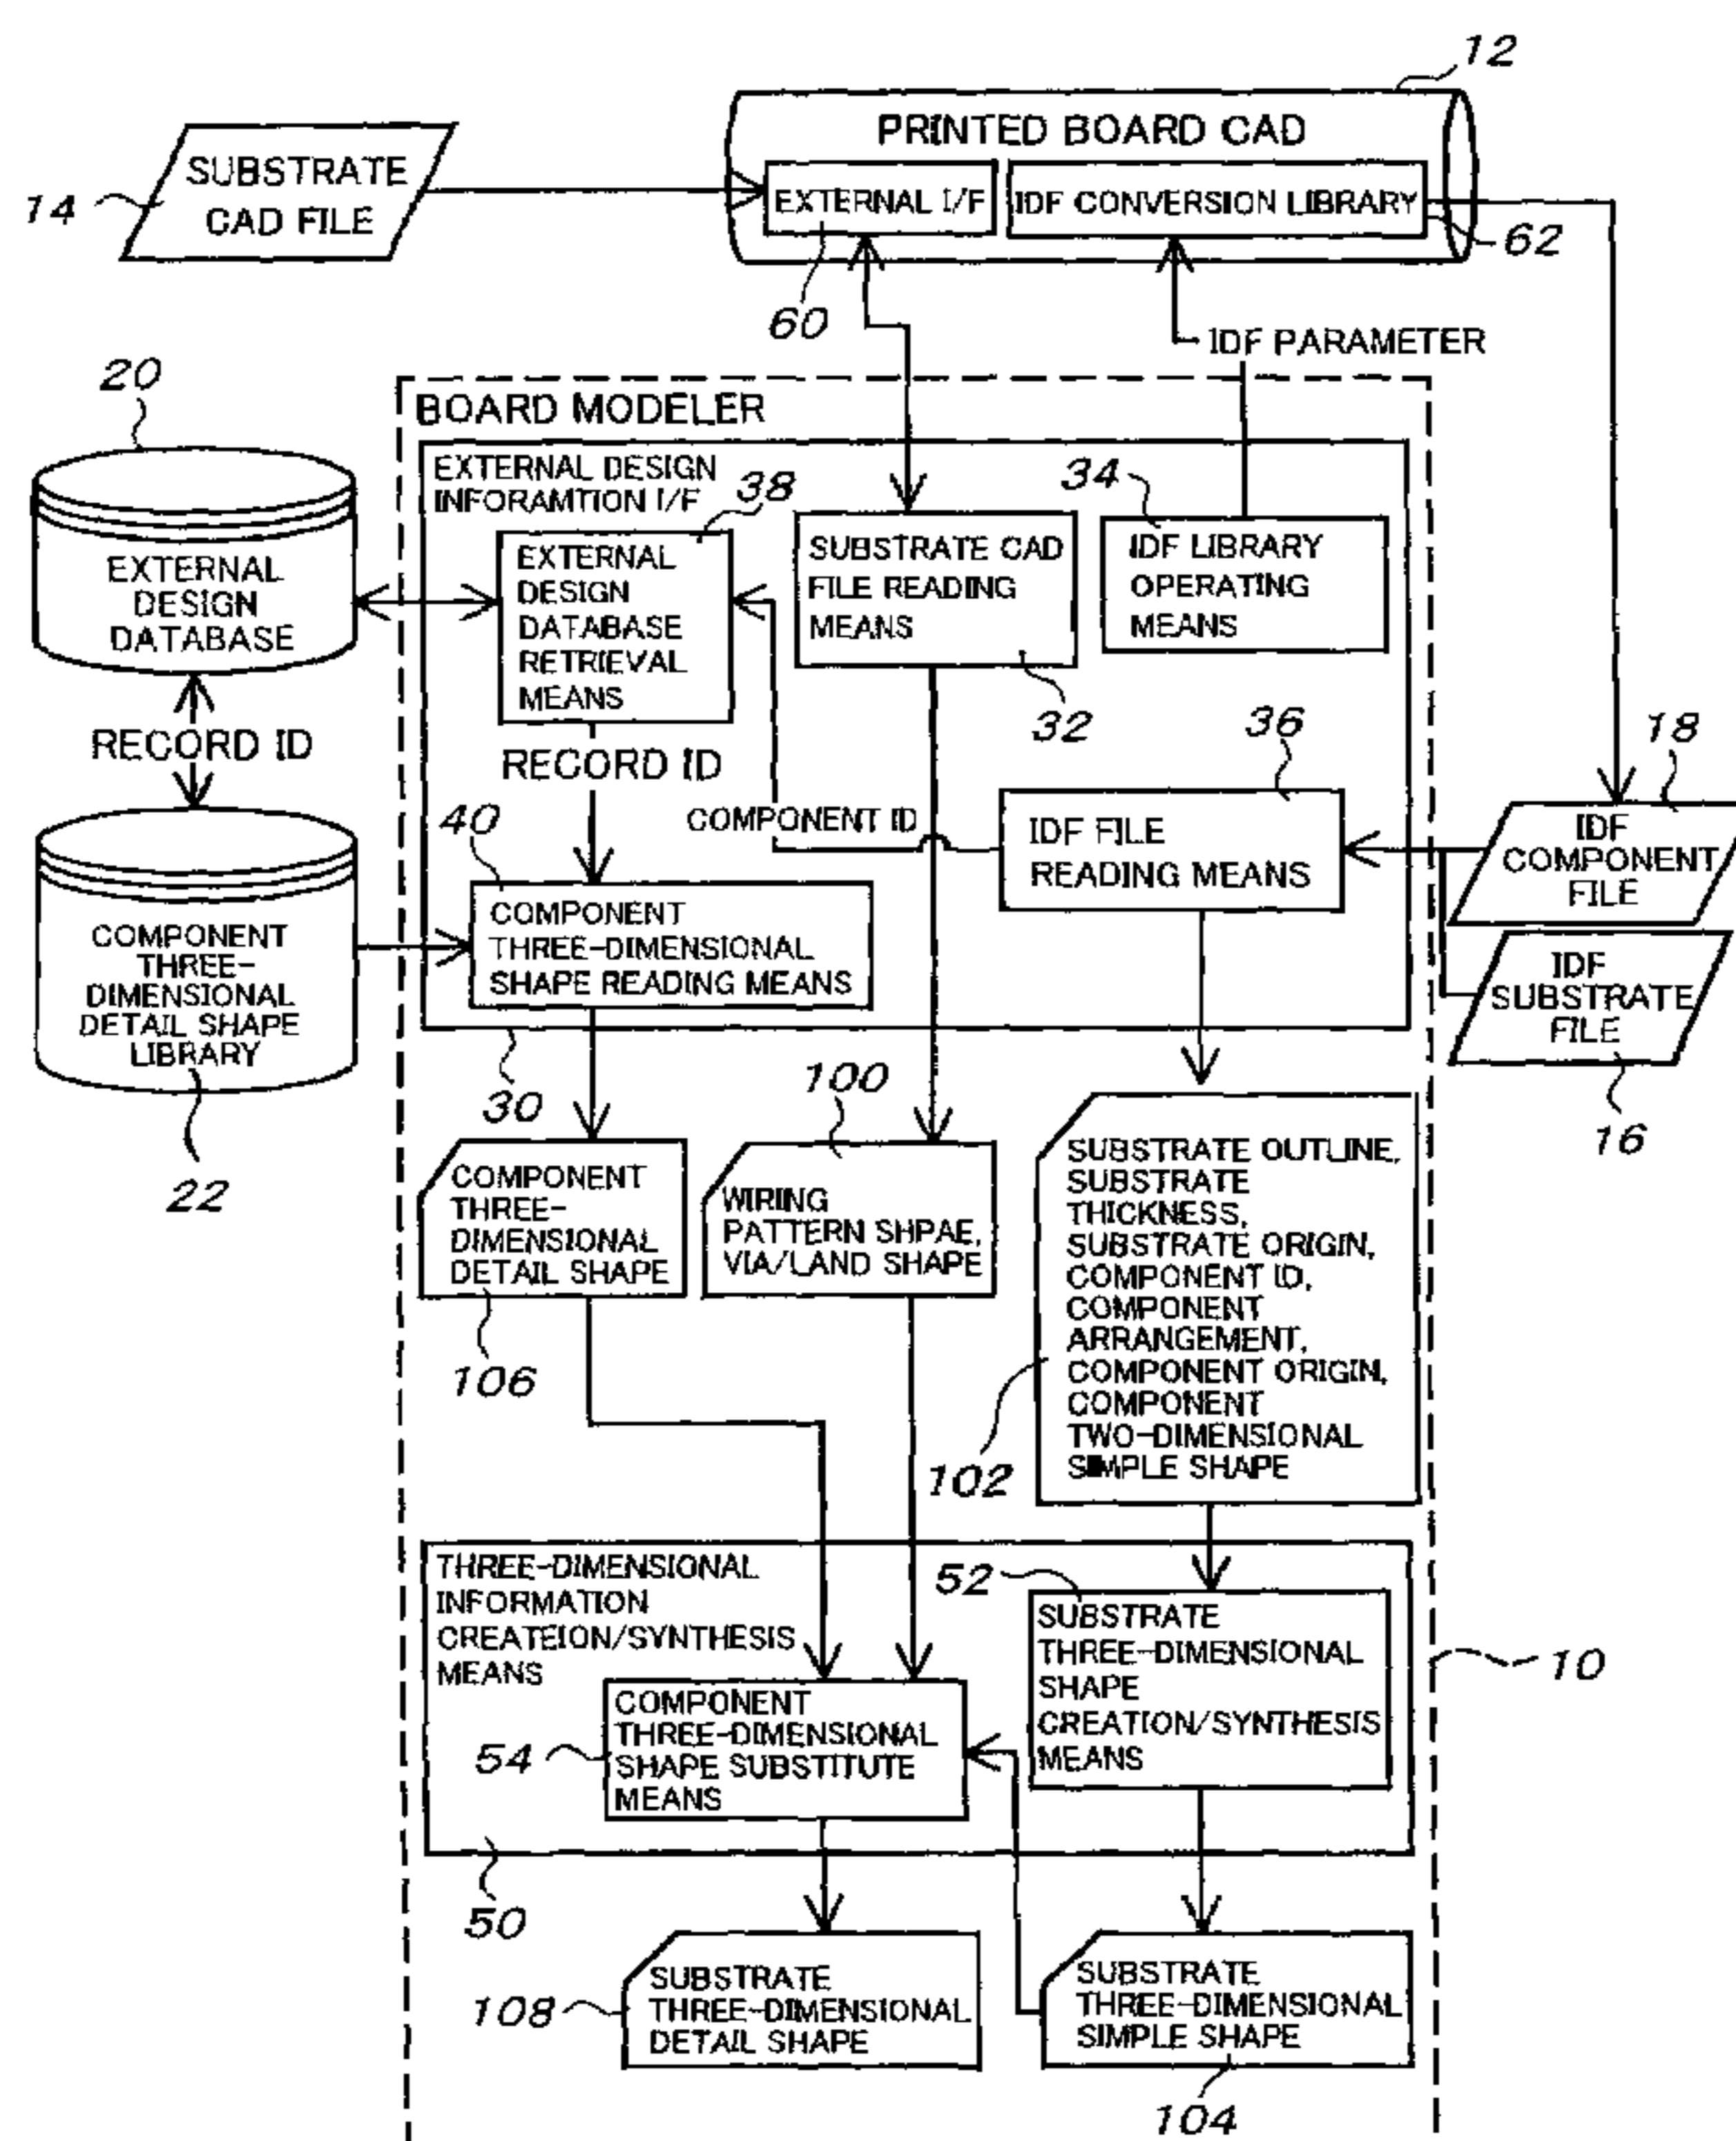 12
PRINTED BOARD CAD
SUBSTRATE
CAD FILE
14
EXTERNAL I/F
IDF CONVERSION LIBRARY
62
60
IDF PARAMETER
20
BOARD MODELER
EXTERNAL DESIGN
INFORAMTION I/F
38
34
EXTERNAL
DESIGN
DATABASE
EXTERNAL
DESIGN
DATABASE
RETRIEVAL
MEANS
SUBSTRATE CAD
FILE READING
MEANS
IDF LIBRARY
OPERATING
MEANS
32
36
18
RECORD ID
RECORD ID
40
COMPONENT ID
IDF FILE
READING MEANS
IDF
COMPONENT
FILE
COMPONENT
THREE-
DIMENSIONAL
DETAIL SHAPE
LIBRARY
COMPONENT
THREE-DIMENSIONAL
SHAPE READING MEANS
IDF
SUBSTRATE
FILE
22
30
100
16
COMPONENT
THREE-
DIMENSIONAL
DETAIL SHAPE
WIRING
PATTERN SHPAE,
VIA/LAND SHAPE
SUBSTRATE OUTLINE,
SUBSTRATE
THICKNESS,
SUBSTRATE ORIGIN,
COMPONENT ID,
COMPONENT
ARRANGEMENT,
COMPONENT ORIGIN,
COMPONENT
TWO-DIMENSIONAL
SIMPLE SHAPE
106
102
THREE-DIMENSIONAL
INFORMATION
CREATEION/SYNTHESIS
MEANS
52
SUBSTRATE
THREE-DIMENSIONAL
SHAPE
CREATION/SYNTHESIS
MEANS
10
COMPONENT
THREE-DIMENSIONAL
SHAPE SUBSTITUTE
MEANS
54
50
SUBSTRATE
THREE-DIMENSIONAL
DETAIL SHAPE
108
SUBSTRATE
THREE-DIMENSIONAL
SIMPLE SHAPE
104